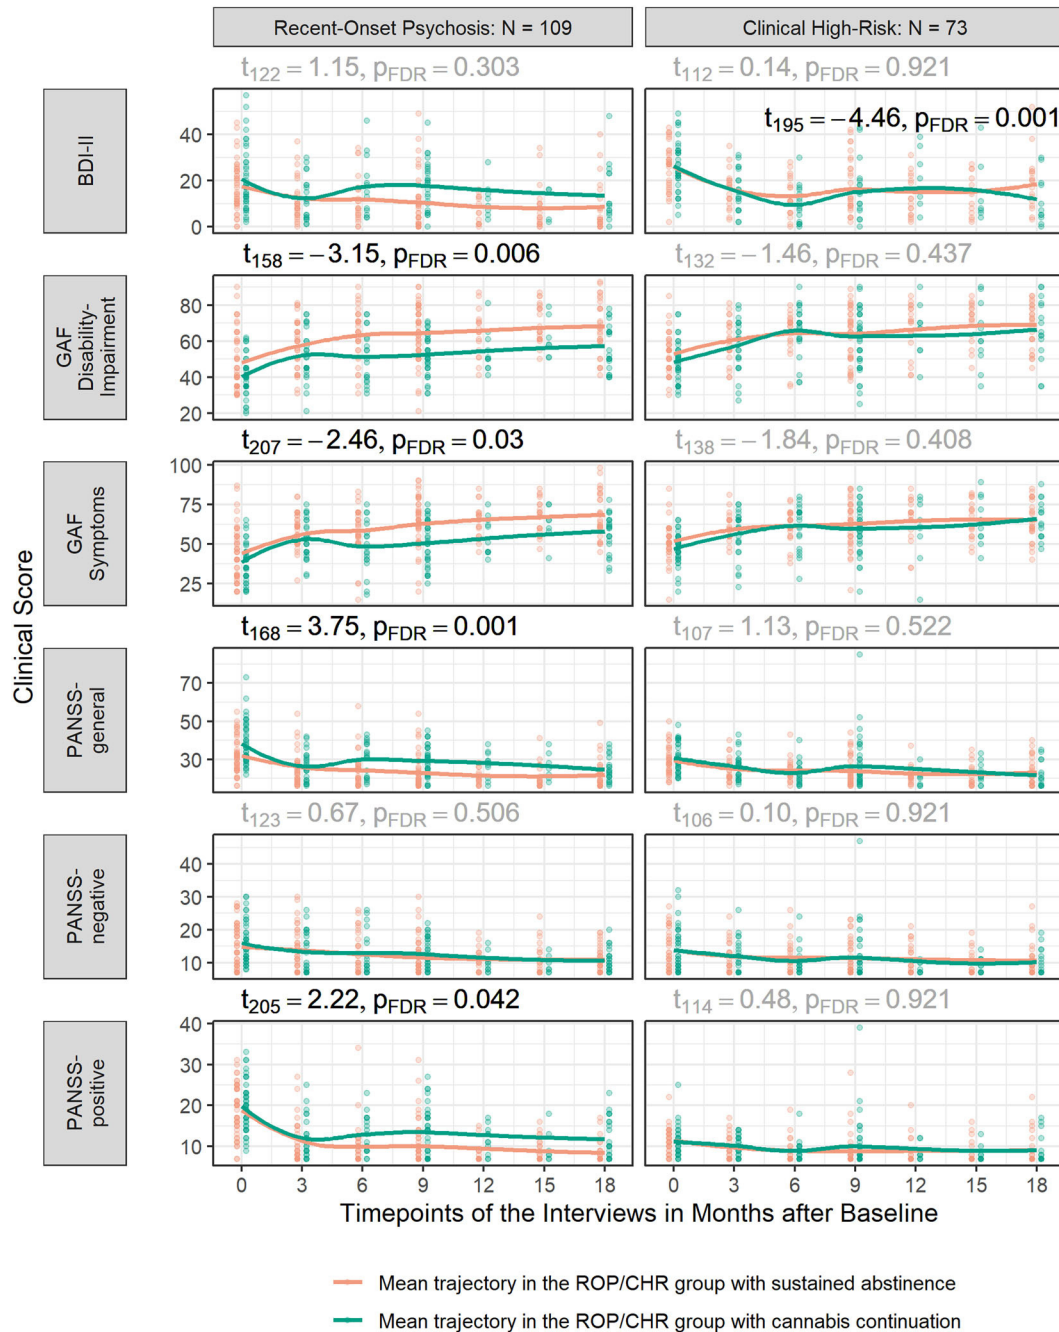 Recent-Onset Psychosis: N = 109
Clinical High-Risk: N = 73
t122 = 1.15, pFDR = 0.303
t112 = 0.14, pFDR = 0.921
t195 = −4.46, pFDR = 0.001
BDI-II
40
20
0
t158 = −3.15, pFDR = 0.006
t132 = −1.46, pFDR = 0.437
GAF
Disability-
Impairment
80
60
40
20
t207 = −2.46, pFDR = 0.03
t138 = −1.84, pFDR = 0.408
GAF
Symptoms
100
75
50
25
Clinical Score
t168 = 3.75, pFDR = 0.001
t107 = 1.13, pFDR = 0.522
PANSS-
general
70
50
30
t123 = 0.67, pFDR = 0.506
t106 = 0.10, pFDR = 0.921
PANSS-
negative
40
30
20
10
t205 = 2.22, pFDR = 0.042
t114 = 0.48, pFDR = 0.921
PANSS-
positive
40
30
20
10
0 3 6 9 12 15 18
0 3 6 9 12 15 18
Timepoints of the Interviews in Months after Baseline
Mean trajectory in the ROP/CHR group with sustained abstinence
Mean trajectory in the ROP/CHR group with cannabis continuation